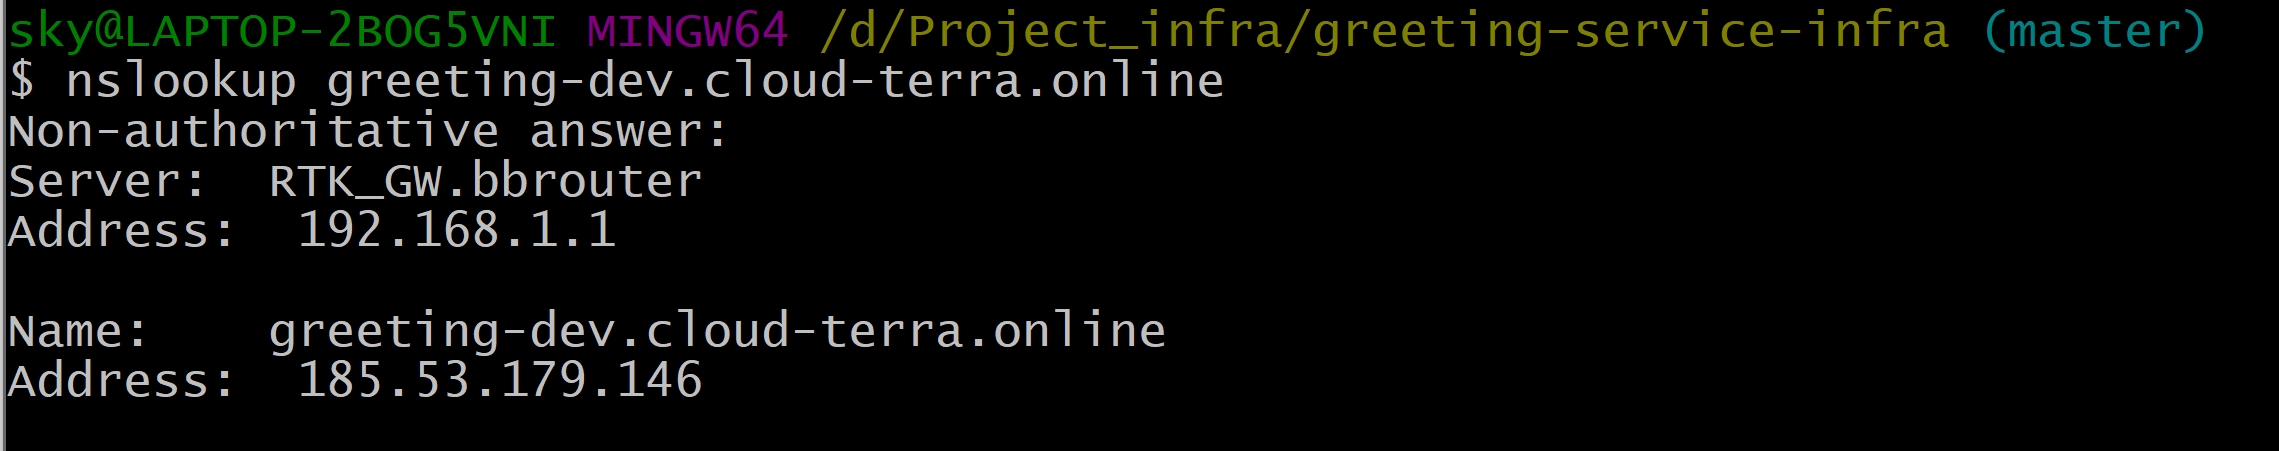 sky@LAPTOP-2BOG5VNI MINGW64 /d/Project_infra/greeting-service-infra (master)
$ nslookup greeting-dev.cloud-terra.online
Non-authoritative answer:
Server:  RTK_GW.bbrouter
Address:  192.168.1.1

Name:    greeting-dev.cloud-terra.online
Address:  185.53.179.146